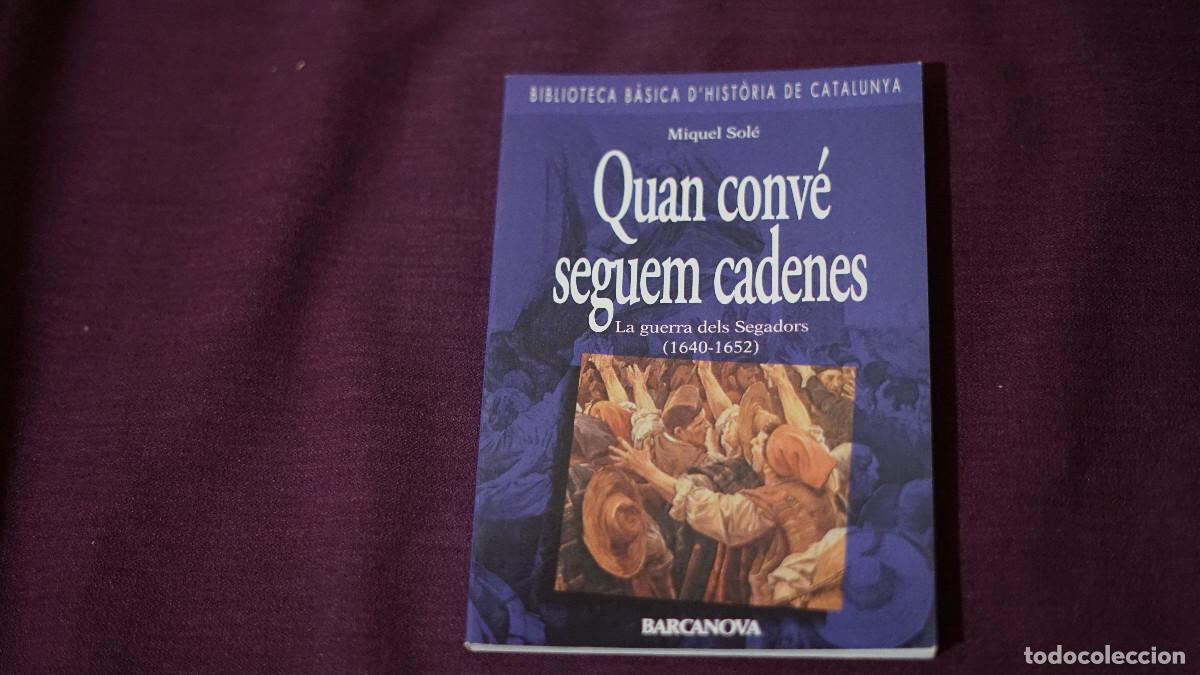 BIBLIOTECA BÀSICA D'HISTÒRIA DE CATALUNYA
Miquel Solé
Quan convé
seguem cadenes
La guerra dels Segadors
(1640-1652)
BARCANOVA
todocoleccion